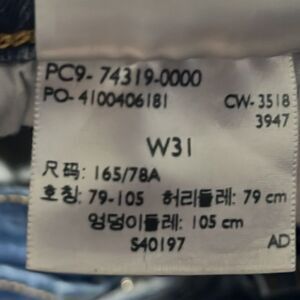 PC9- 74319-0000
PO- 4100406181 CW- 3518
3947
W31
尺码: 165/78A
호칭: 79-105 허리둘레: 79 cm
엉덩이둘레: 105 cm
S40197 AD